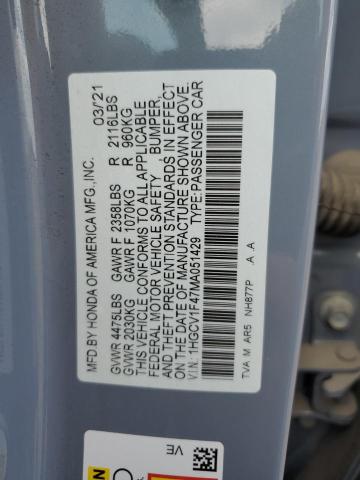 MFD. BY HONDA OF AMERICA MFG., INC. 03/21
GVWR 4475LBS GAWR F 2358LBS R 2116LBS
GVWR 2030KG GAWR F 1070KG R 960KG
THIS VEHICLE CONFORMS TO ALL APPLICABLE
FEDERAL MOTOR VEHICLE SAFETY, BUMPER,
AND THEFT PREVENTION STANDARDS IN EFFECT
ON THE DATE OF MANUFACTURE SHOWN ABOVE.
VIN: 1HGCV1F47MA051429 TYPE:PASSENGER CAR
TVA M AR5 NH877P .A .A
VE